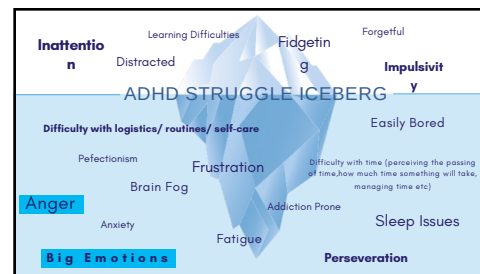 Learning Difficulties
Forgetful
Inattentio
n
Fidgetin
g
Distracted
Impulsivit
y
ADHD STRUGGLE ICEBERG
Easily Bored
Difficulty with logistics/ routines/ self-care
Pefectionism
Frustration
Difficulty with time (perceiving the passing
of time,how much time something will take,
managing time etc)
Brain Fog
Anger
Addiction Prone
Anxiety
Sleep Issues
Fatigue
Big Emotions
Perseveration